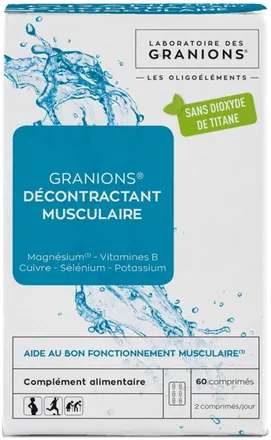 LABORATOIRE DES
GRANIONS®
LES OLIGOÉLÉMENTS
SANS DIOXYDE
DE TITANE
GRANIONS®
DÉCONTRACTANT
MUSCULAIRE
Magnésium⁽¹⁾ - Vitamines B
Cuivre - Sélénium - Potassium
AIDE AU BON FONCTIONNEMENT MUSCULAIRE⁽¹⁾
Complément alimentaire
60 comprimés
2 comprimés/jour